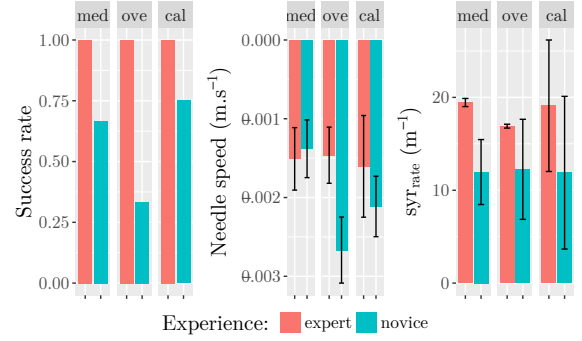 med ove cal
1.00
0.75
0.50
0.25
0.00
Success rate
med ove cal
0.000
0.001
0.002
0.003
Needle speed (m.s⁻¹)
med ove cal
20
10
0
syr_rate (m⁻¹)
Experience: expert novice